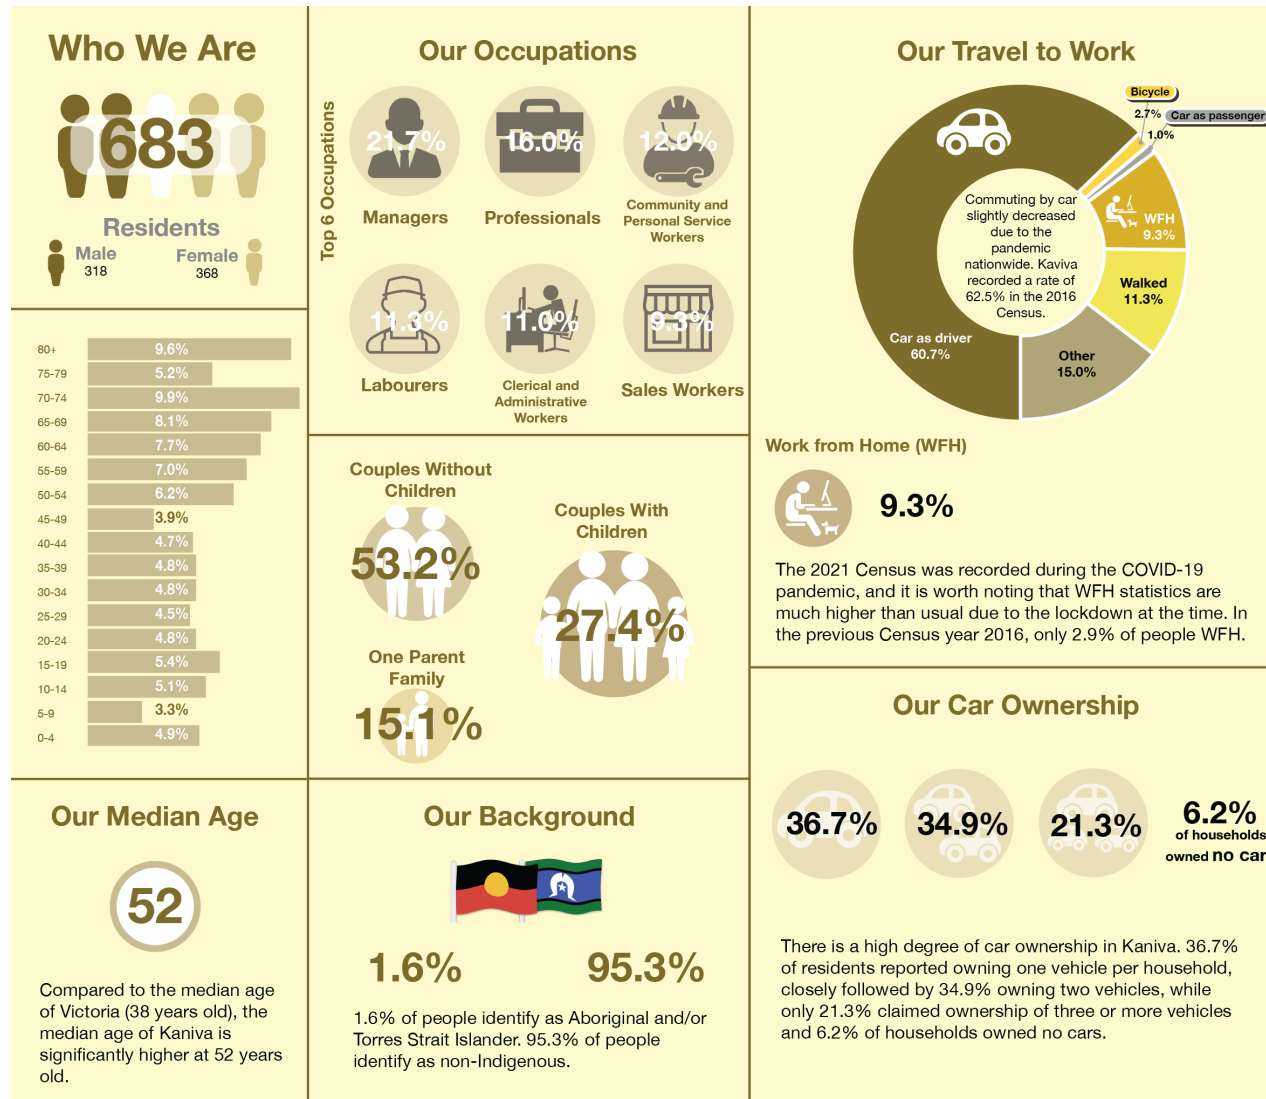 Who We Are
683
Residents
Male
318
Female
368
80+
9.6%
75-79
5.2%
70-74
9.9%
65-69
8.1%
60-64
7.7%
55-59
7.0%
50-54
6.2%
45-49
3.9%
40-44
4.7%
35-39
4.8%
30-34
4.8%
25-29
4.5%
20-24
4.8%
15-19
5.4%
10-14
5.1%
5-9
3.3%
0-4
4.9%
Our Median Age
52
Compared to the median age
of Victoria (38 years old), the
median age of Kaniva is
significantly higher at 52 years
old.
Our Occupations
Top 6 Occupations
21.7%
Managers
16.0%
Professionals
12.0%
Community and
Personal Service
Workers
11.3%
Labourers
11.0%
Clerical and
Administrative
Workers
9.3%
Sales Workers
Couples Without
Children
53.2%
Couples With
Children
27.4%
One Parent
Family
15.1%
Our Background
1.6%
95.3%
1.6% of people identify as Aboriginal and/or
Torres Strait Islander. 95.3% of people
identify as non-Indigenous.
Our Travel to Work
Bicycle
2.7%
Car as passenger
1.0%
WFH
9.3%
Walked
11.3%
Other
15.0%
Car as driver
60.7%
Commuting by car
slightly decreased
due to the
pandemic
nationwide. Kaviva
recorded a rate of
62.5% in the 2016
Census.
Work from Home (WFH)
9.3%
The 2021 Census was recorded during the COVID-19
pandemic, and it is worth noting that WFH statistics are
much higher than usual due to the lockdown at the time. In
the previous Census year 2016, only 2.9% of people WFH.
Our Car Ownership
36.7%
34.9%
21.3%
6.2%
of households
owned no car
There is a high degree of car ownership in Kaniva. 36.7%
of residents reported owning one vehicle per household,
closely followed by 34.9% owning two vehicles, while
only 21.3% claimed ownership of three or more vehicles
and 6.2% of households owned no cars.